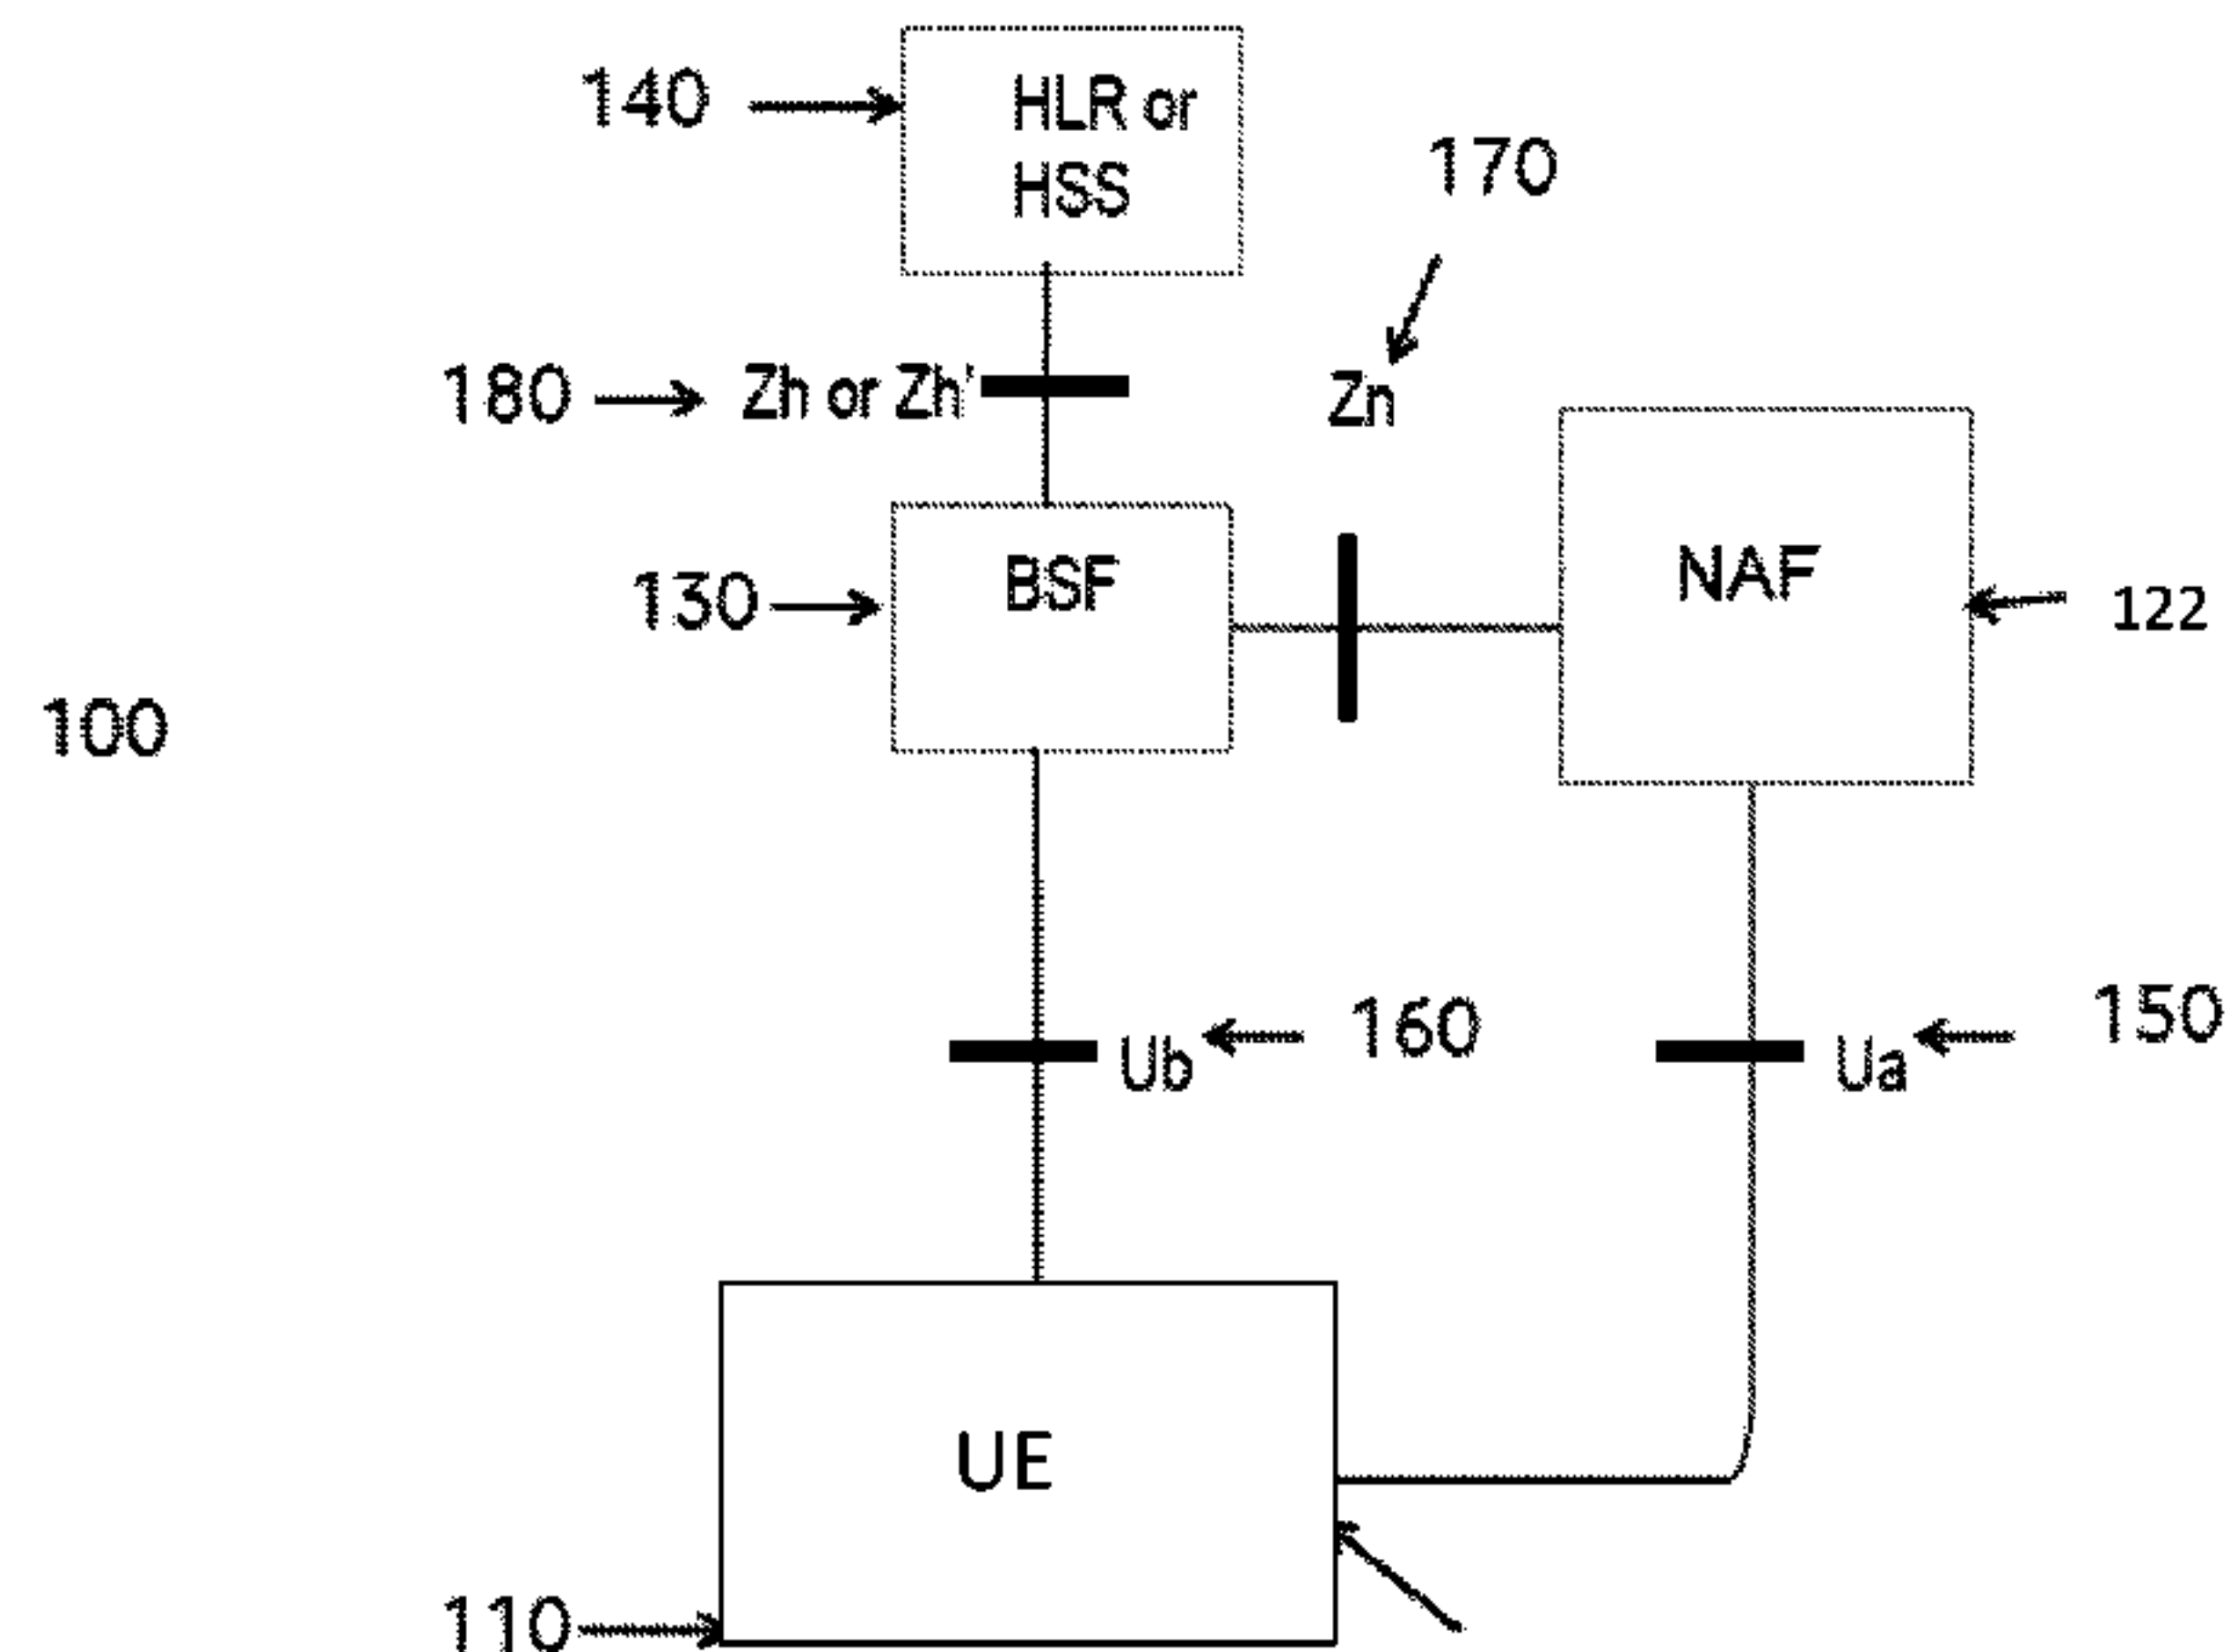 140
HLR or
HSS
170
180
Zh or Zh'
Zn
130
BSF
NAF
122
100
160
Ub
150
Ua
UE
110